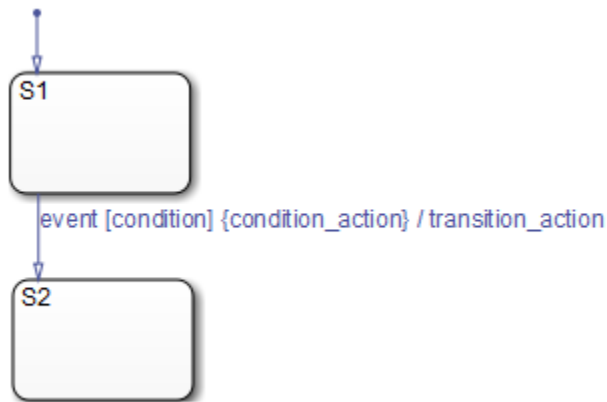 S1
event [condition] {condition_action} / transition_action
S2